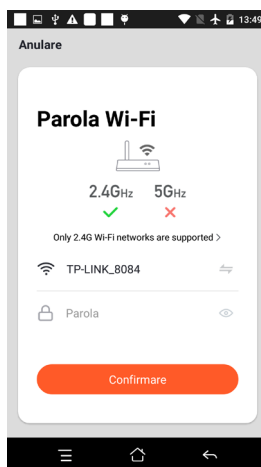 13:49
Anulare
Parola Wi-Fi
2.4GHz 5GHz
Only 2.4G Wi-Fi networks are supported >
TP-LINK_8084
Parola
Confirmare